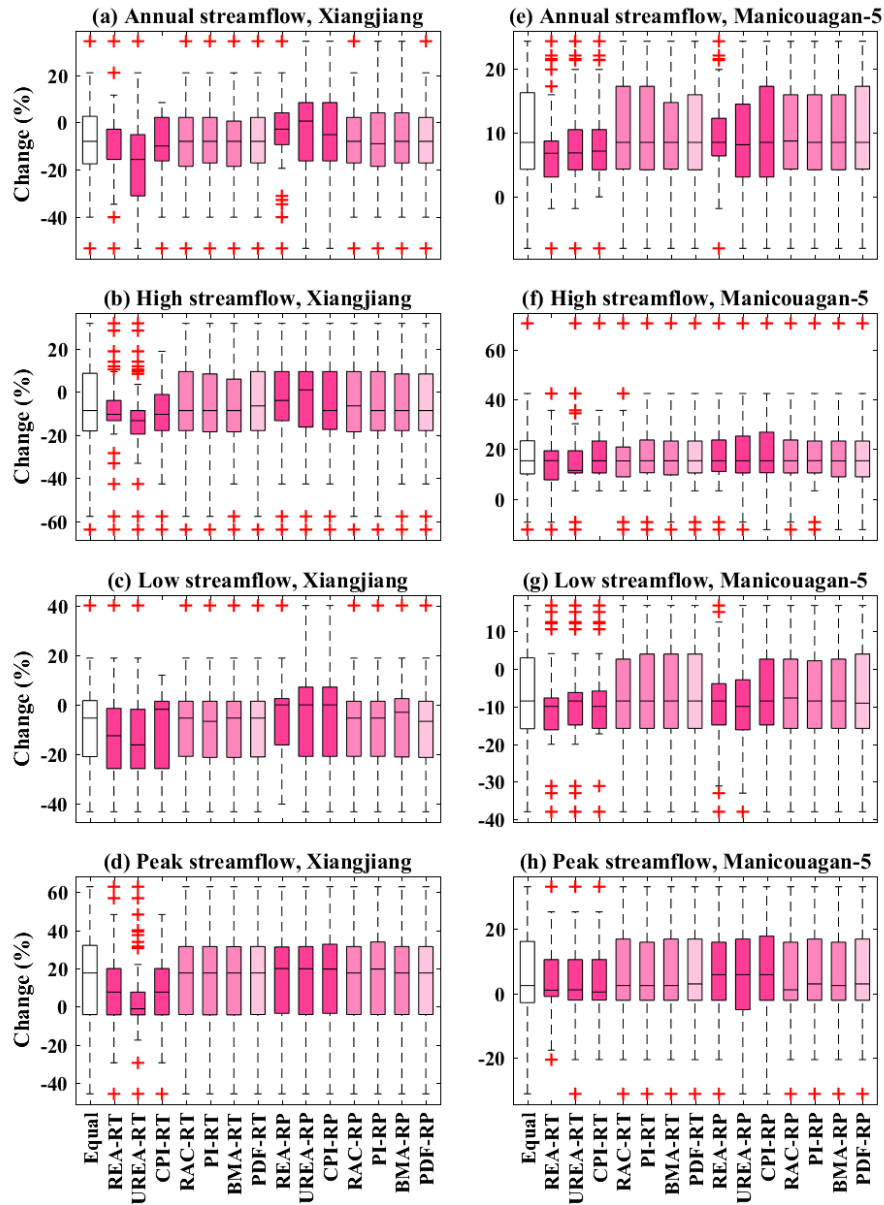 (a) Annual streamflow, Xiangjiang
Change (%)
20
0
-20
-40
(e) Annual streamflow, Manicouagan-5
20
10
0
(b) High streamflow, Xiangjiang
Change (%)
20
0
-20
-40
-60
(f) High streamflow, Manicouagan-5
60
40
20
0
(c) Low streamflow, Xiangjiang
Change (%)
40
20
0
-20
-40
(g) Low streamflow, Manicouagan-5
10
0
-10
-20
-30
-40
(d) Peak streamflow, Xiangjiang
Change (%)
60
40
20
0
-20
-40
(h) Peak streamflow, Manicouagan-5
20
0
-20
Equal
REA-RT
UREA-RT
CPI-RT
RAC-RT
PI-RT
BMA-RT
PDF-RT
REA-RP
UREA-RP
CPI-RP
RAC-RP
PI-RP
BMA-RP
PDF-RP
Equal
REA-RT
UREA-RT
CPI-RT
RAC-RT
PI-RT
BMA-RT
PDF-RT
REA-RP
UREA-RP
CPI-RP
RAC-RP
PI-RP
BMA-RP
PDF-RP